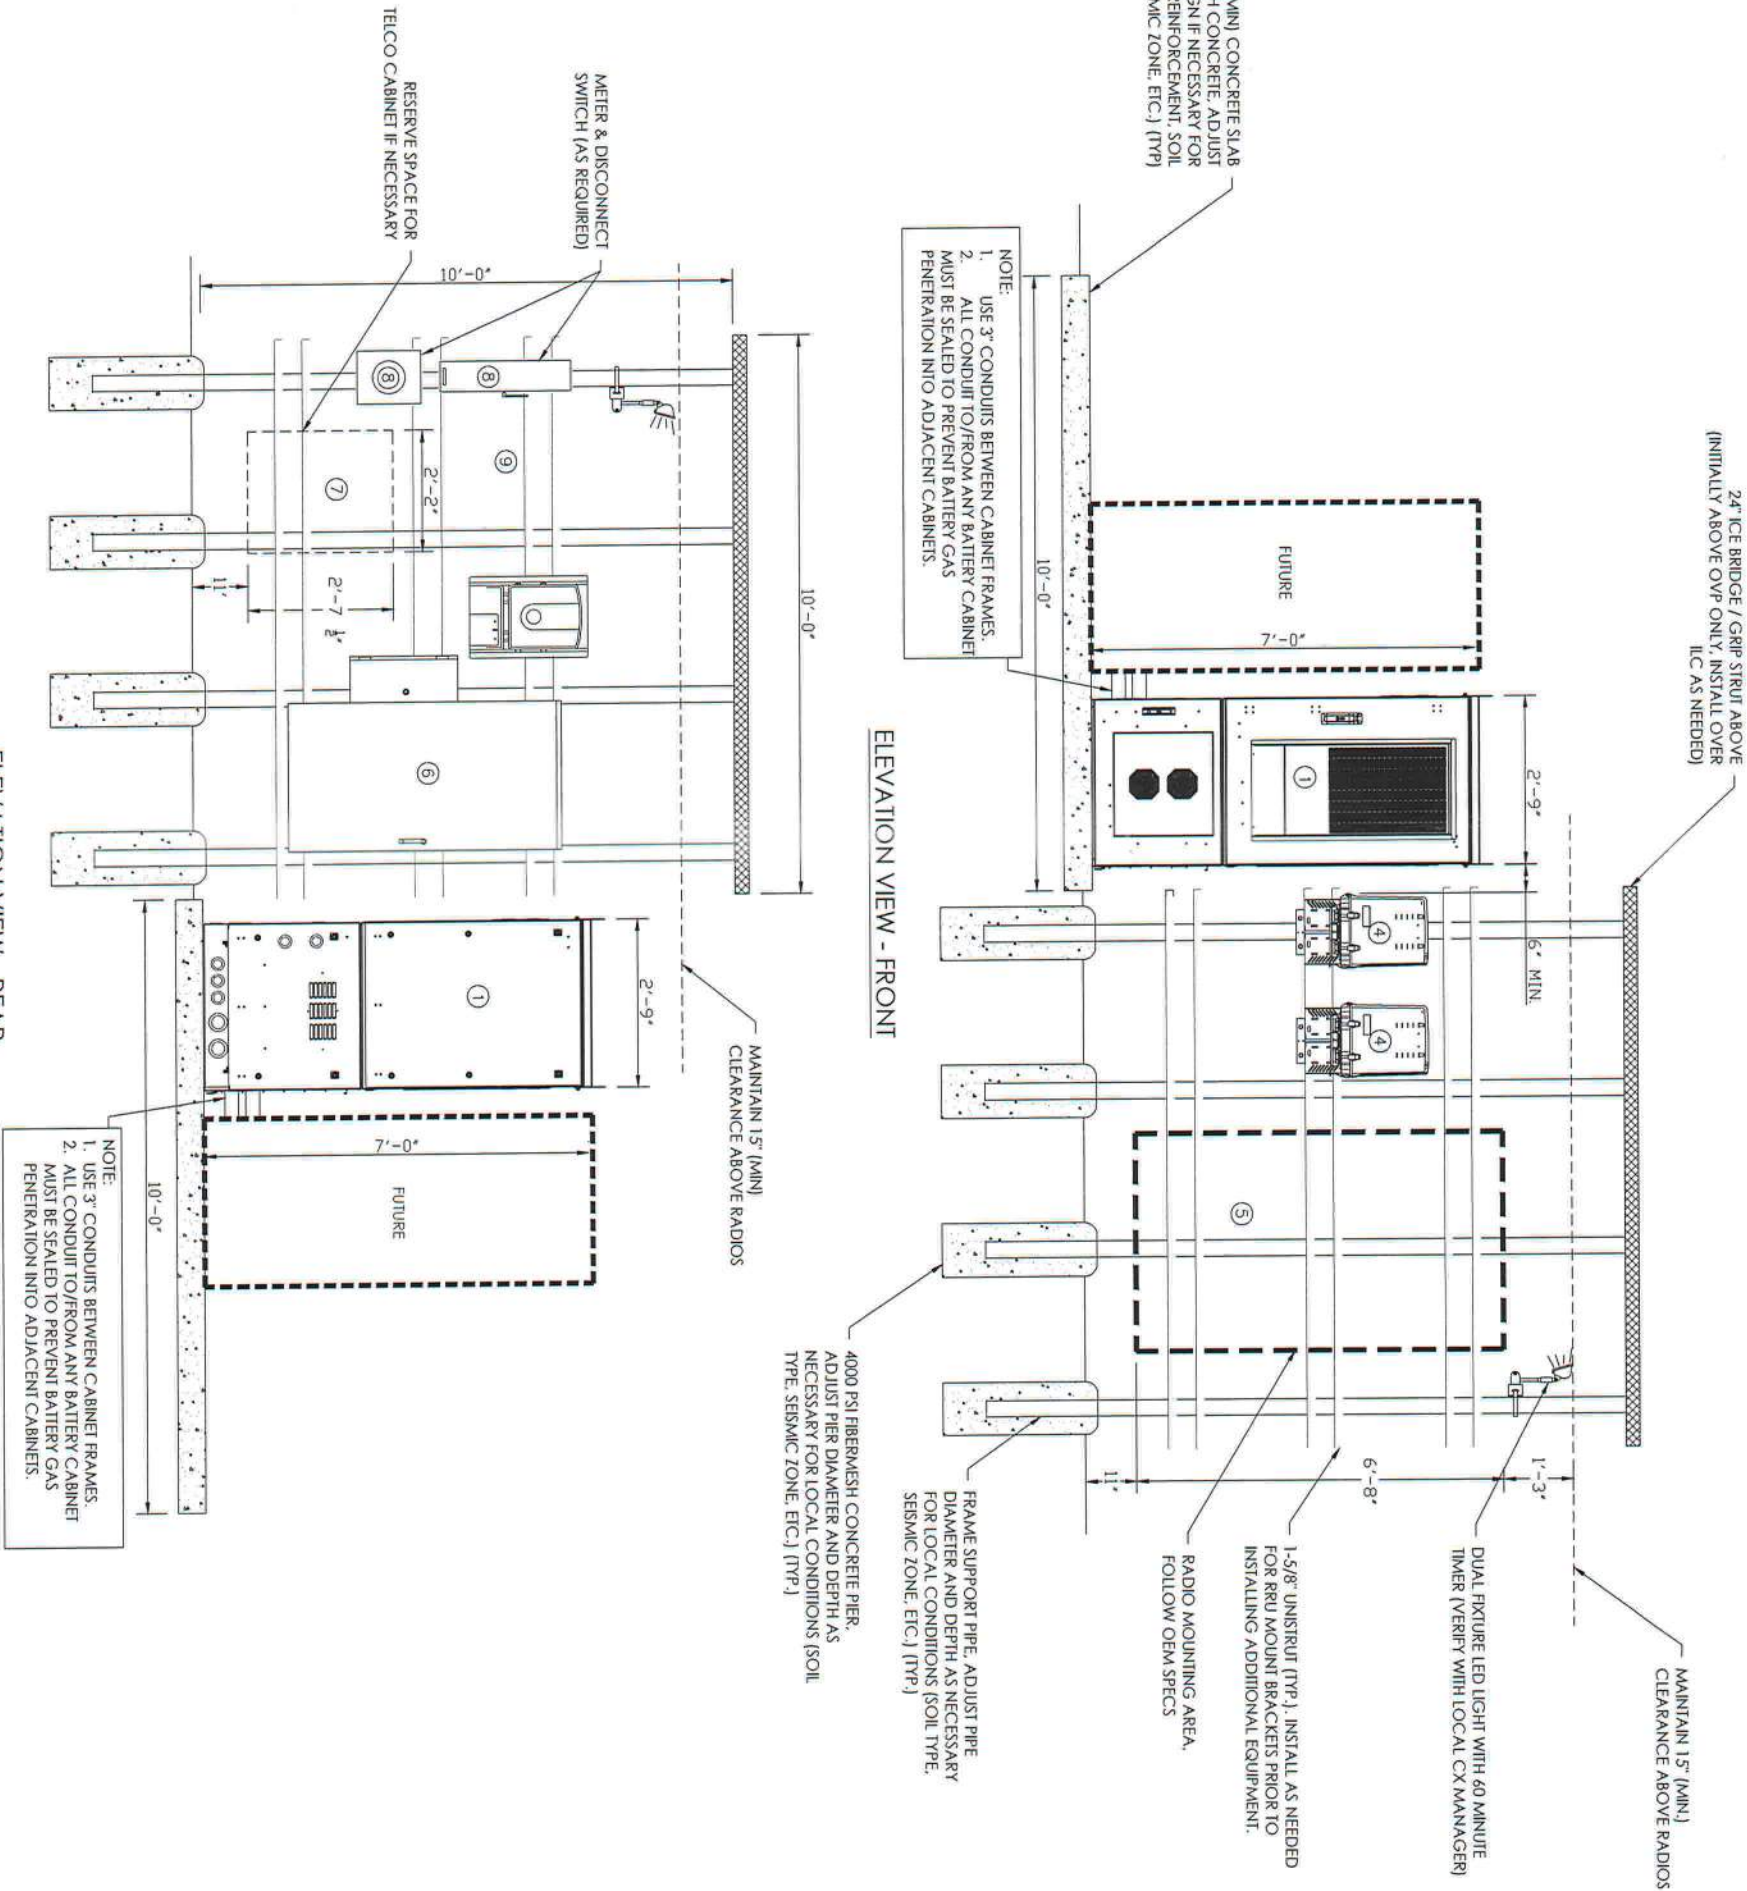 24" ICE BRIDGE / GRIP STRUT ABOVE
(INITIALLY ABOVE OVP ONLY, INSTALL OVER
ILC AS NEEDED)
MAINTAIN 15" (MIN.)
CLEARANCE ABOVE RADIOS
2'-9"
6" MIN.
1'-3"
DUAL FIXTURE LED LIGHT WITH 60 MINUTE
TIMER (VERIFY WITH LOCAL CX MANAGER)
FUTURE
7'-0"
1
4
4
5
6'-8"
1-5/8" UNISTRUT (TYP.). INSTALL AS NEEDED
FOR RRU MOUNT BRACKETS PRIOR TO
INSTALLING ADDITIONAL EQUIPMENT.
RADIO MOUNTING AREA.
FOLLOW OEM SPECS
11"
MIN) CONCRETE SLAB
CONCRETE, ADJUST
IF NECESSARY FOR
REINFORCEMENT, SOIL
ZONE, ETC.) (TYP)
10'-0"
NOTE:
1. USE 3" CONDUITS BETWEEN CABINET FRAMES.
2. ALL CONDUIT TO/FROM ANY BATTERY CABINET
MUST BE SEALED TO PREVENT BATTERY GAS
PENETRATION INTO ADJACENT CABINETS.
FRAME SUPPORT PIPE, ADJUST PIPE
DIAMETER AND DEPTH AS NECESSARY
FOR LOCAL CONDITIONS (SOIL TYPE,
SEISMIC ZONE, ETC.) (TYP.)
4000 PSI FIBERMESH CONCRETE PIER,
ADJUST PIER DIAMETER AND DEPTH AS
NECESSARY FOR LOCAL CONDITIONS (SOIL
TYPE, SEISMIC ZONE, ETC.) (TYP.)
ELEVATION VIEW - FRONT
10'-0"
MAINTAIN 15" (MIN)
CLEARANCE ABOVE RADIOS
METER & DISCONNECT
SWITCH (AS REQUIRED)
10'-0"
8
8
9
2'-9"
RESERVE SPACE FOR
TELCO CABINET IF NECESSARY
2'-2"
7
2'-7 1/2"
11'
6
1
7'-0"
FUTURE
10'-0"
NOTE:
1. USE 3" CONDUITS BETWEEN CABINET FRAMES.
2. ALL CONDUIT TO/FROM ANY BATTERY CABINET
MUST BE SEALED TO PREVENT BATTERY GAS
PENETRATION INTO ADJACENT CABINETS.